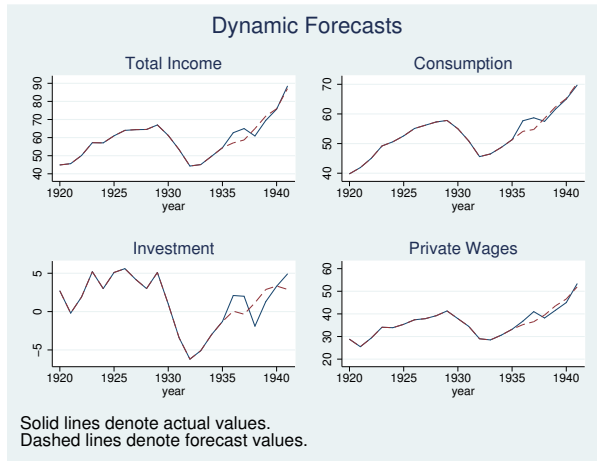 Dynamic Forecasts
Total Income
90
80
70
60
50
40
1920 1925 1930 1935 1940
year
Consumption
70
60
50
40
1920 1925 1930 1935 1940
year
Investment
5
0
−5
1920 1925 1930 1935 1940
year
Private Wages
60
50
40
30
20
1920 1925 1930 1935 1940
year
Solid lines denote actual values.
Dashed lines denote forecast values.